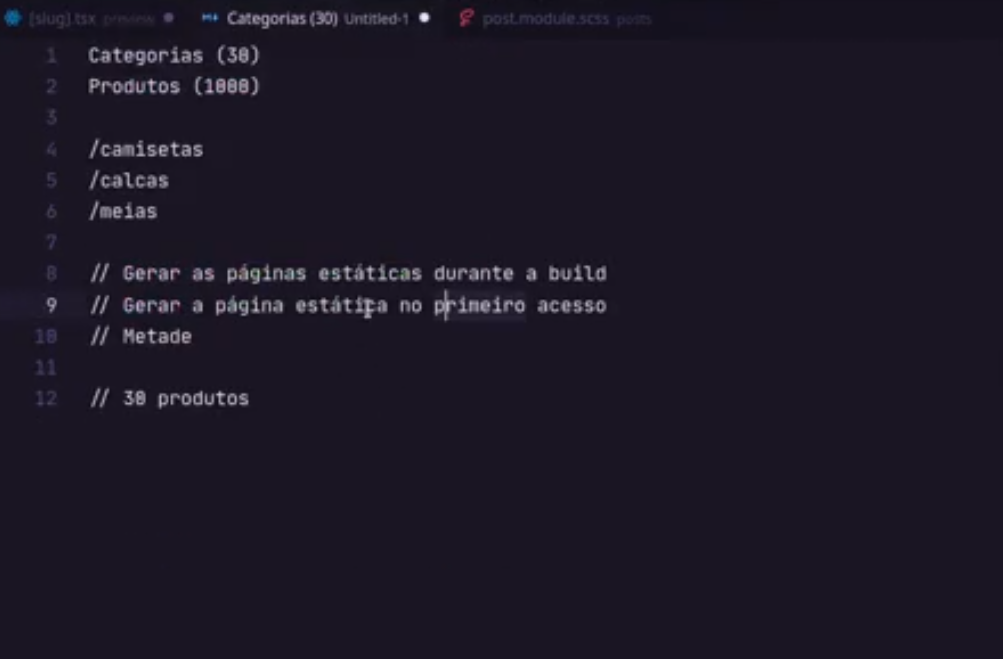 [slug].tsx preview Categorias (30) Untitled-1 post.module.scss posts
1 Categorias (30)
2 Produtos (1000)
3
4 /camisetas
5 /calcas
6 /meias
7
8 // Gerar as páginas estáticas durante a build
9 // Gerar a página estática no primeiro acesso
10 // Metade
11
12 // 30 produtos